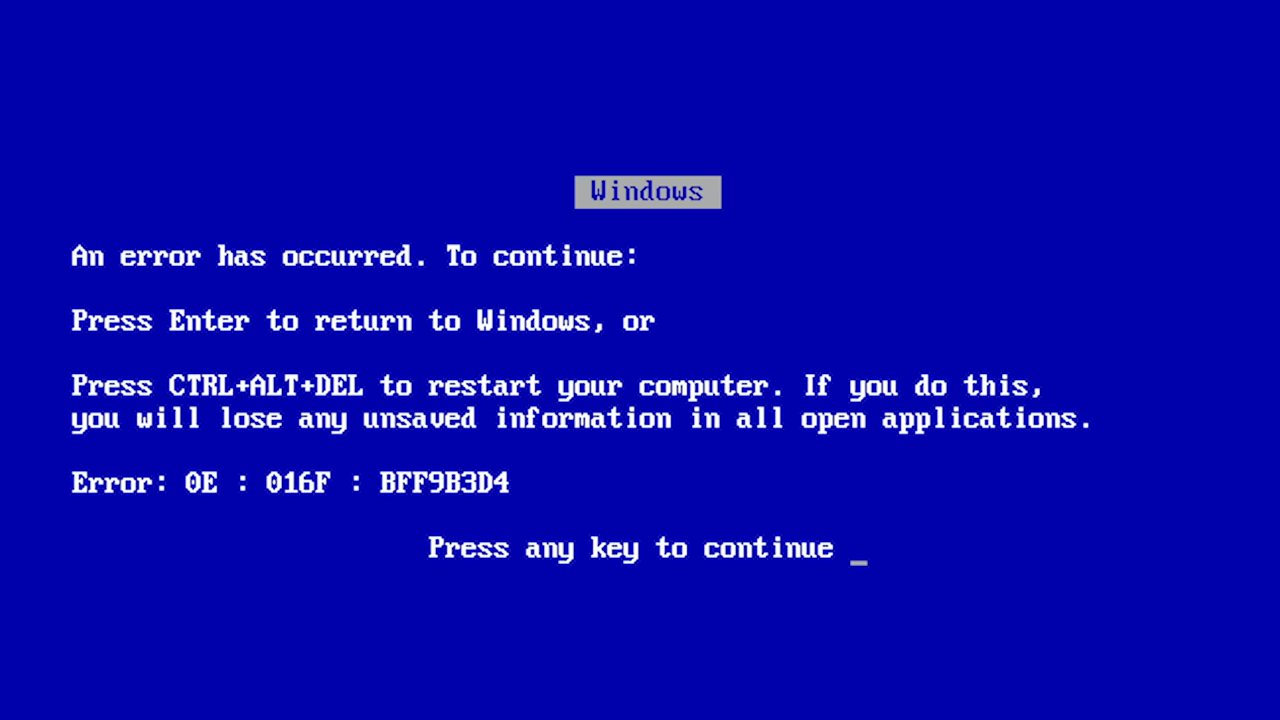 Windows
An error has occurred. To continue:
Press Enter to return to Windows, or
Press CTRL+ALT+DEL to restart your computer. If you do this,
you will lose any unsaved information in all open applications.
Error: 0E : 016F : BFF9B3D4
Press any key to continue _